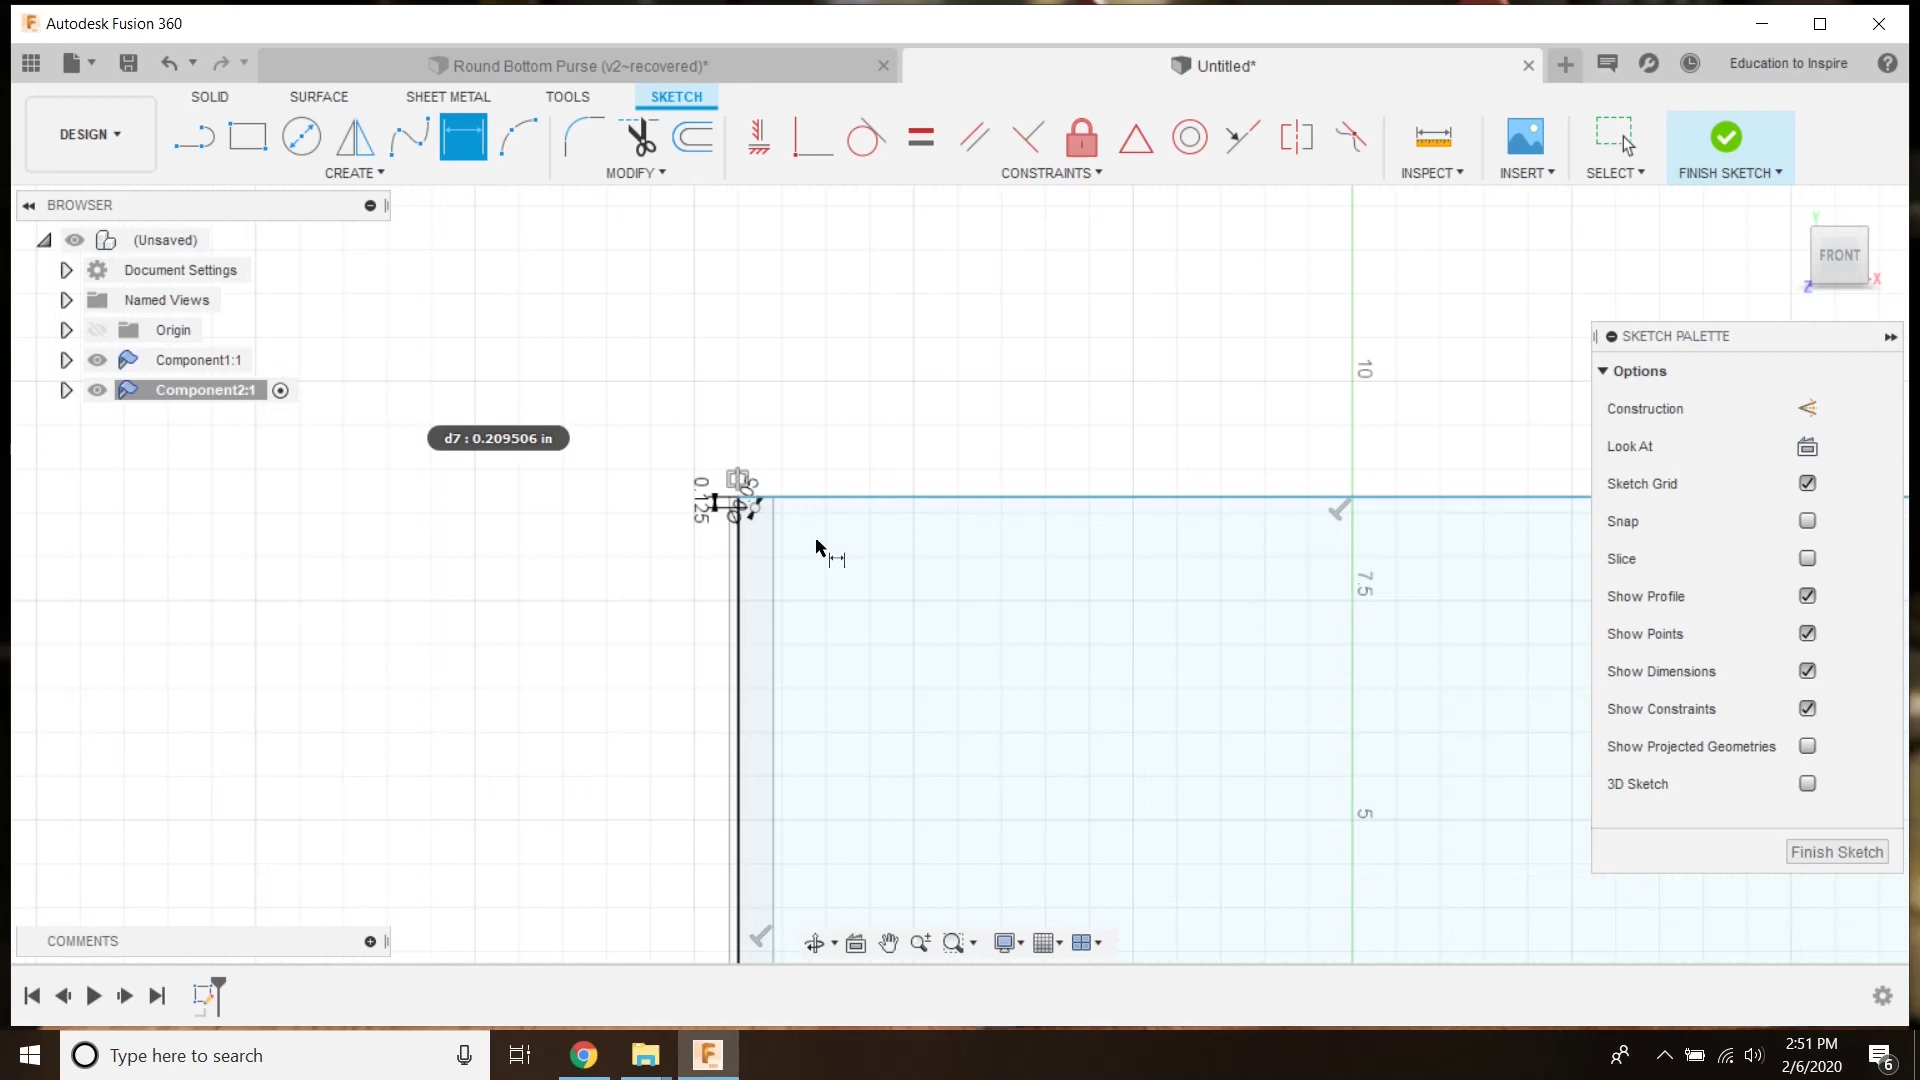 Autodesk Fusion 360
Round Bottom Purse (v2~recovered)*
Untitled*
Education to Inspire
SOLID
SURFACE
SHEET METAL
TOOLS
SKETCH
DESIGN
CREATE
MODIFY
CONSTRAINTS
INSPECT
INSERT
SELECT
FINISH SKETCH
BROWSER
(Unsaved)
Document Settings
Named Views
Origin
Component1:1
Component2:1
d7 : 0.209506 in
0.125
10
7.5
5
Y
FRONT
X
Z
SKETCH PALETTE
Options
Construction
Look At
Sketch Grid
Snap
Slice
Show Profile
Show Points
Show Dimensions
Show Constraints
Show Projected Geometries
3D Sketch
Finish Sketch
COMMENTS
Type here to search
2:51 PM
2/6/2020
6